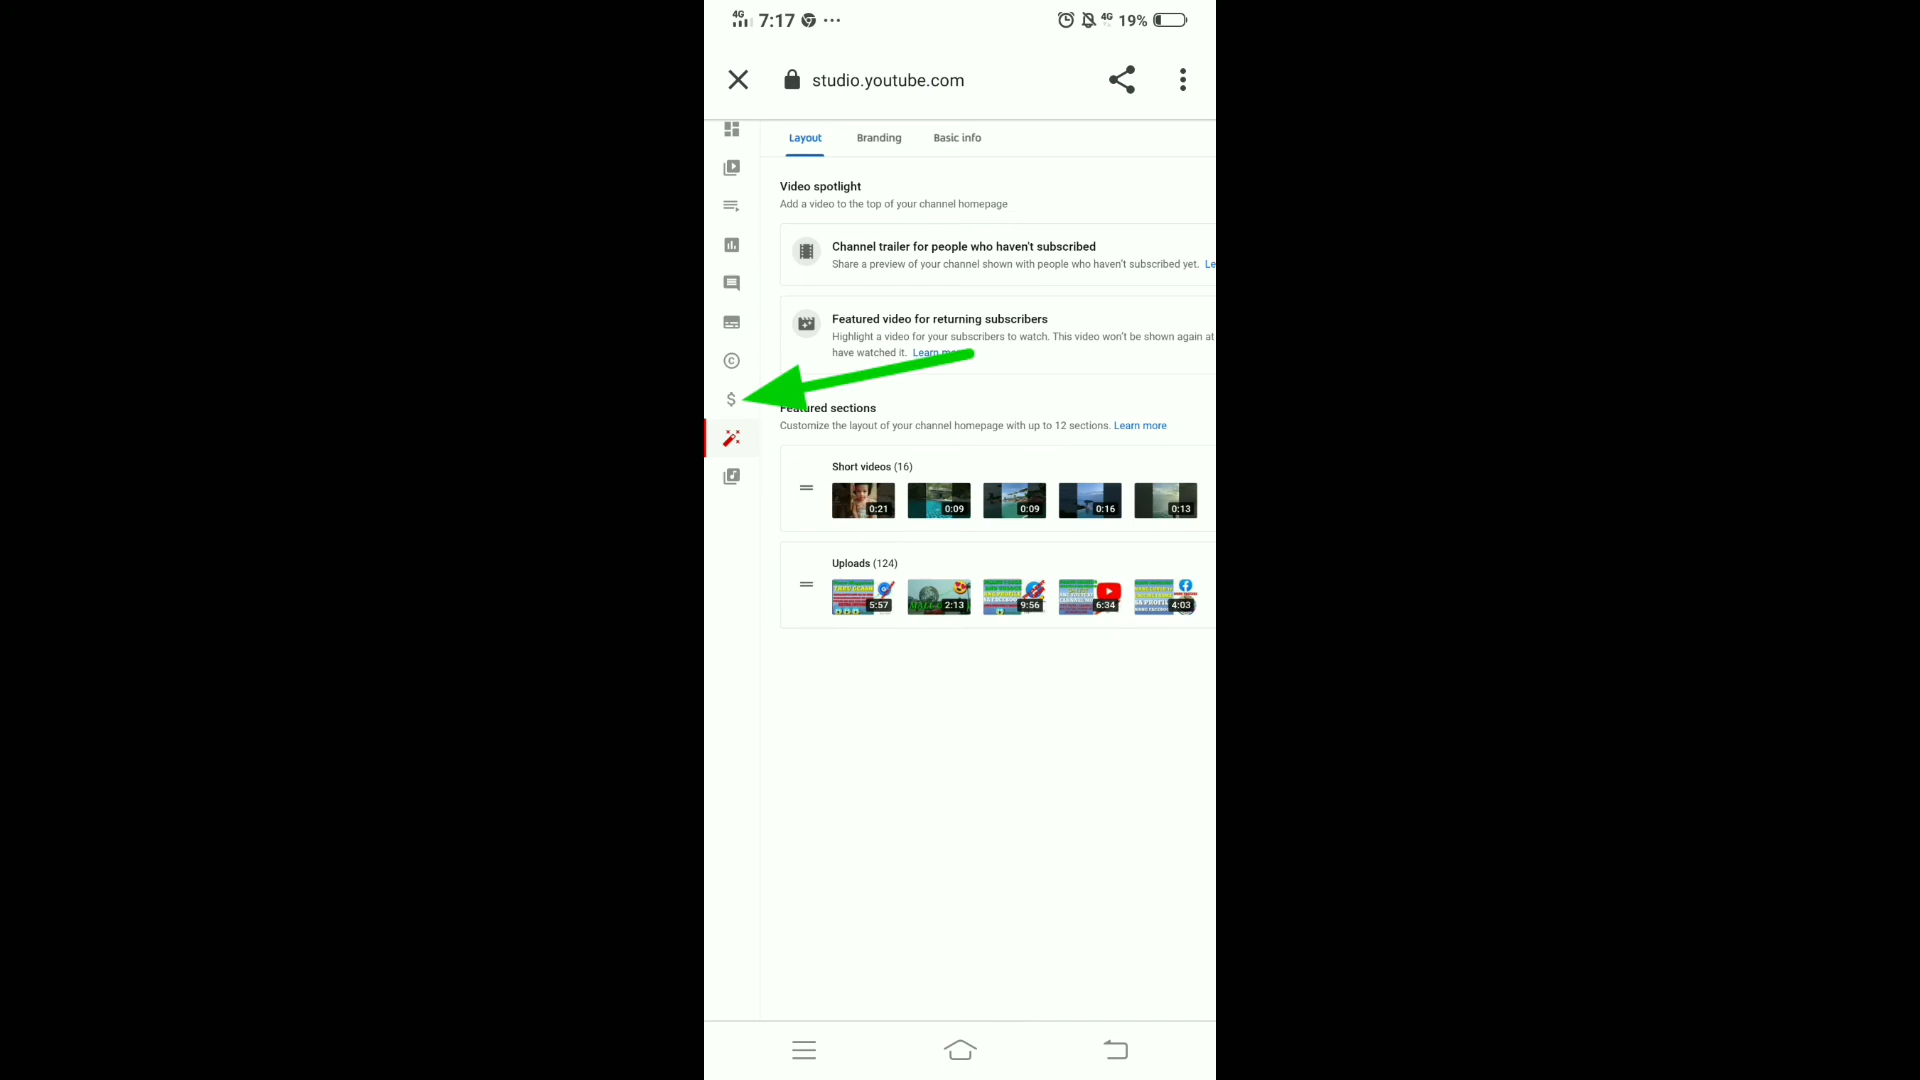 4G 7:17 4G 19%
studio.youtube.com
Layout Branding Basic info
Video spotlight
Add a video to the top of your channel homepage
Channel trailer for people who haven't subscribed
Share a preview of your channel shown with people who haven't subscribed yet. Le
Featured video for returning subscribers
Highlight a video for your subscribers to watch. This video won't be shown again at
have watched it. Learn
$
Featured sections
Customize the layout of your channel homepage with up to 12 sections. Learn more
Short videos (16)
0:21 0:09 0:09 0:16 0:13
Uploads (124)
5:57 2:13 9:56 6:34 4:03